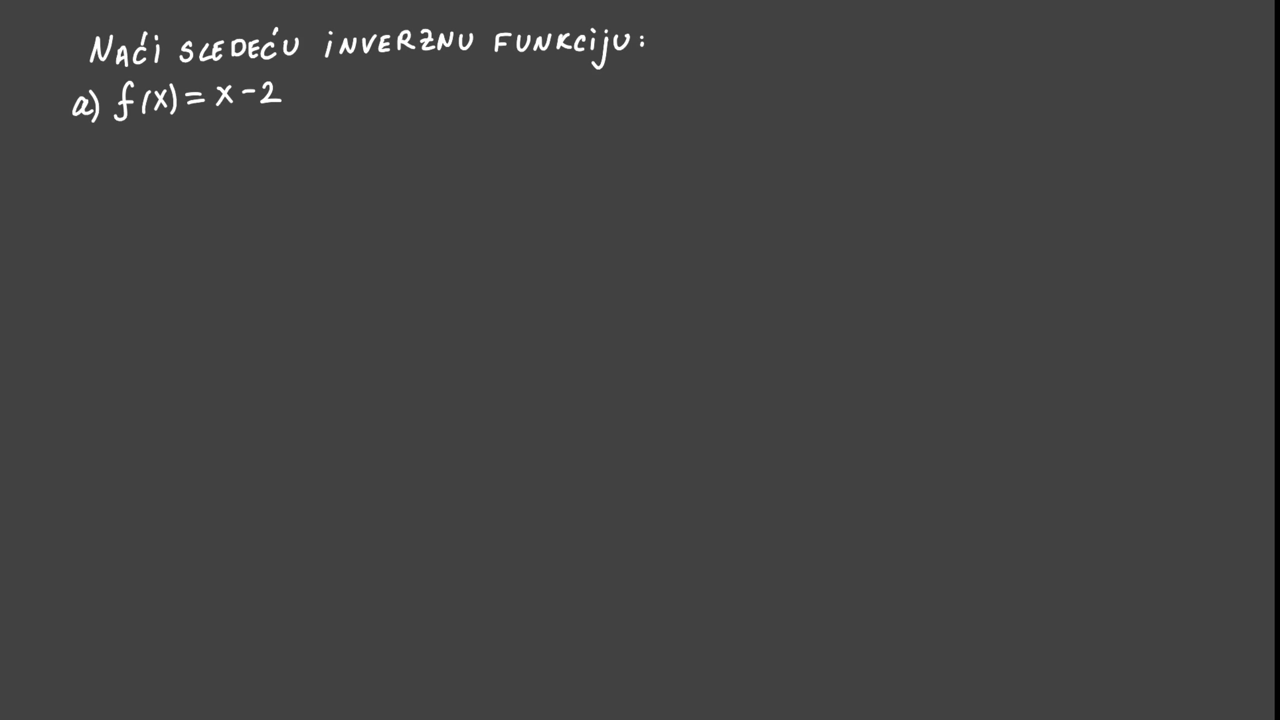 NAĆi SLEDEĆU iNVERZNU FUNKCijU:
a) f(x) = x - 2